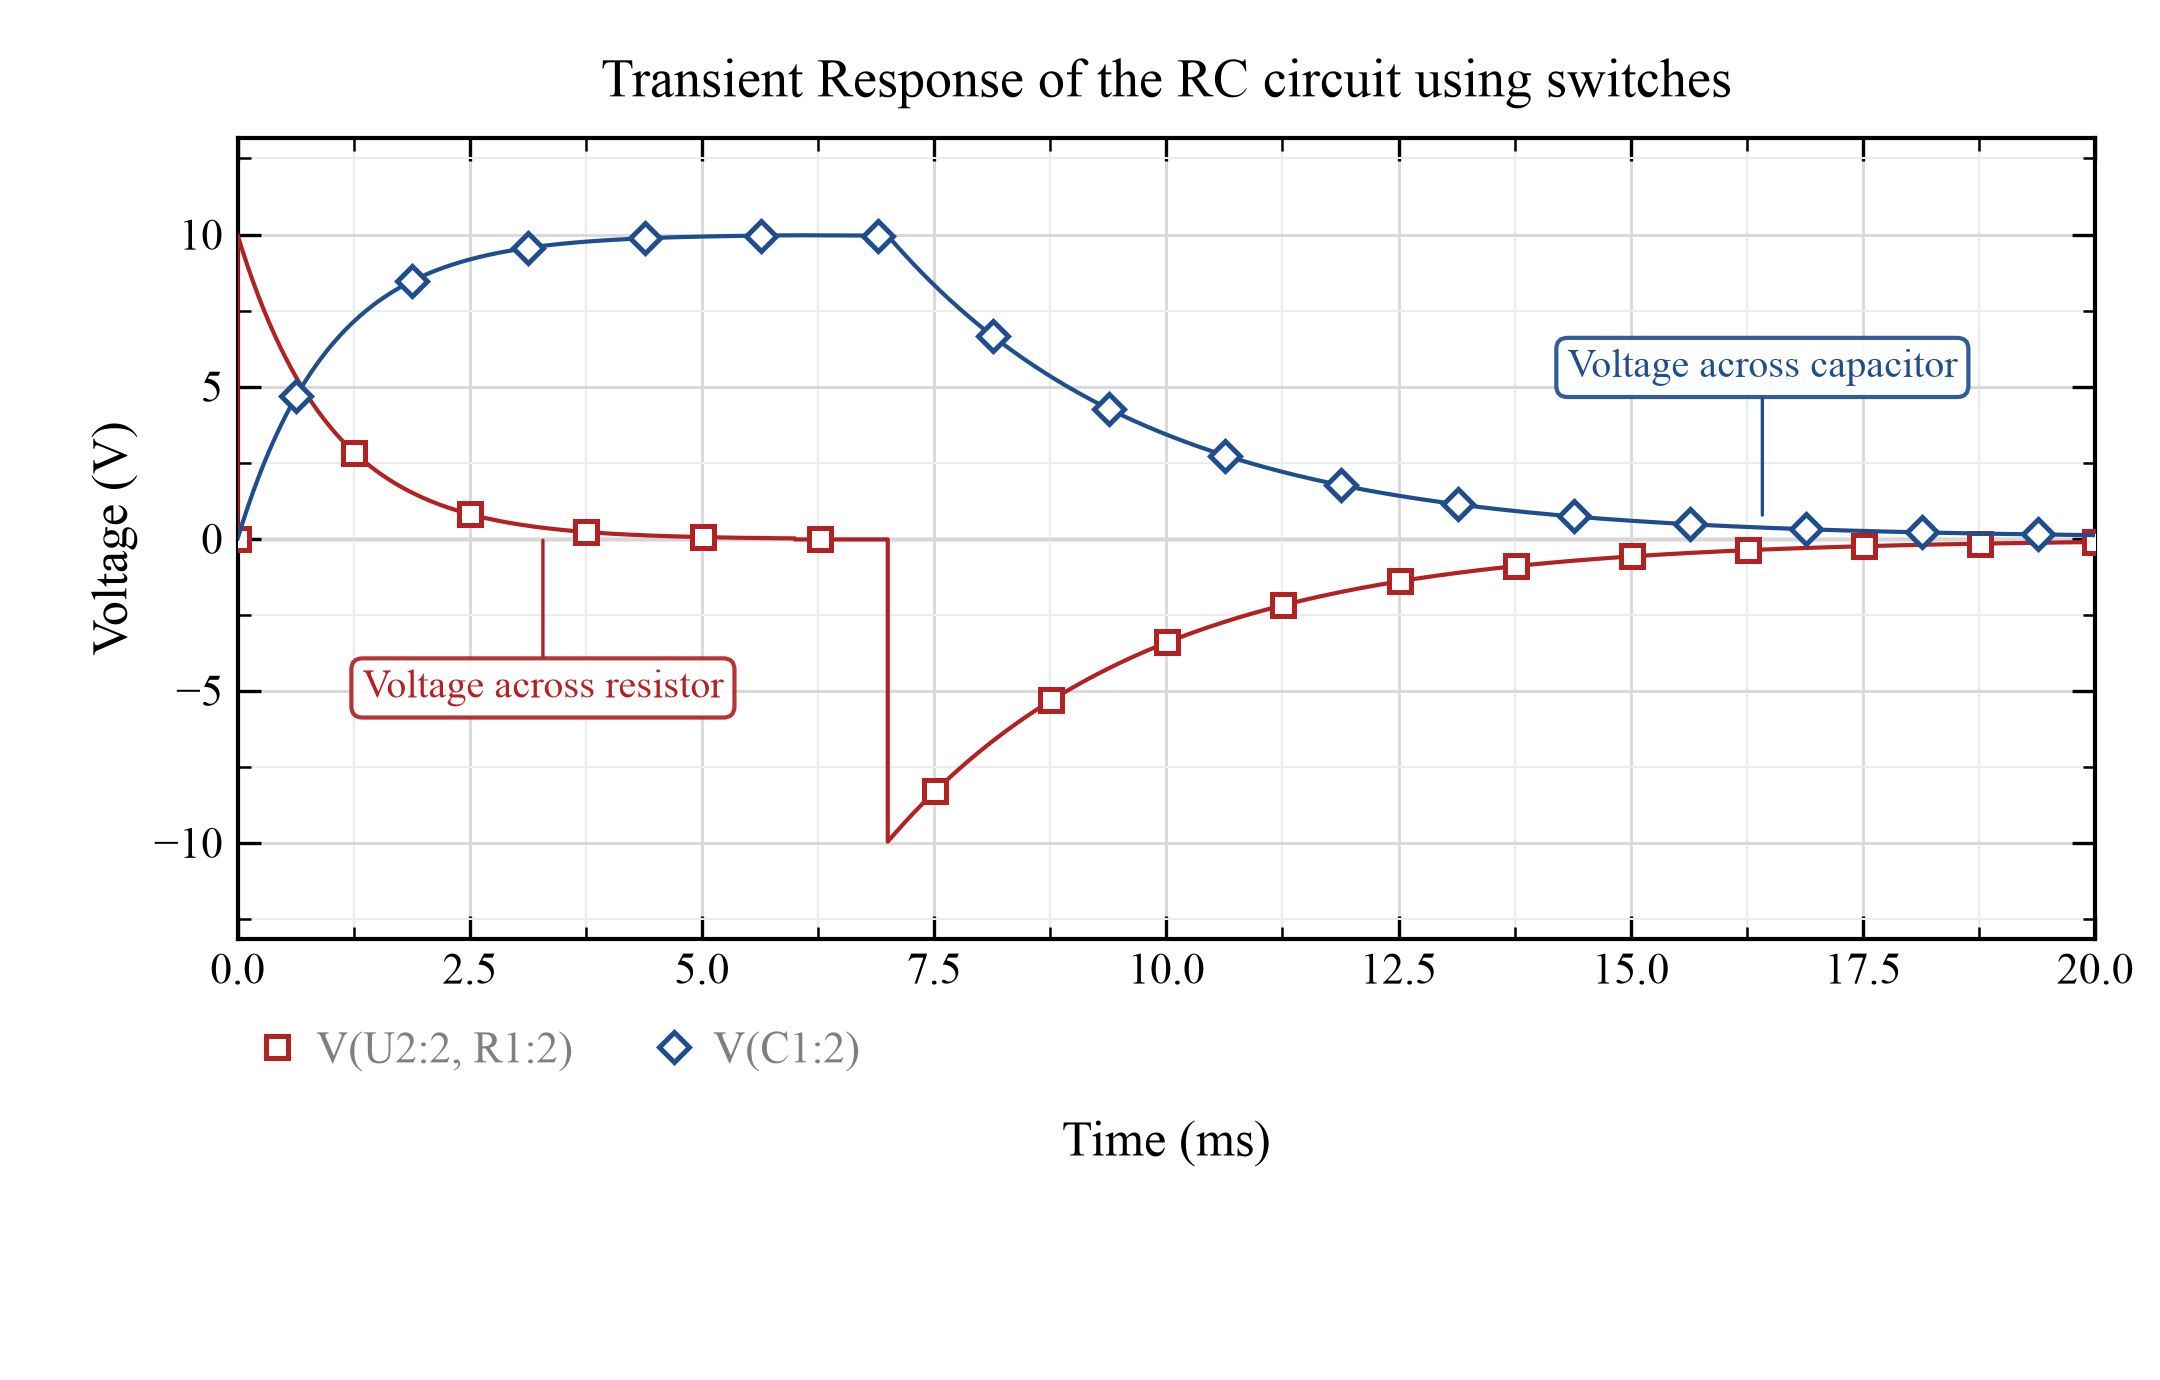 Transient Response of the RC circuit using switches
Voltage (V)
10
5
0
−5
−10
Voltage across capacitor
Voltage across resistor
0.0 2.5 5.0 7.5 10.0 12.5 15.0 17.5 20.0
V(U2:2, R1:2) V(C1:2)
Time (ms)